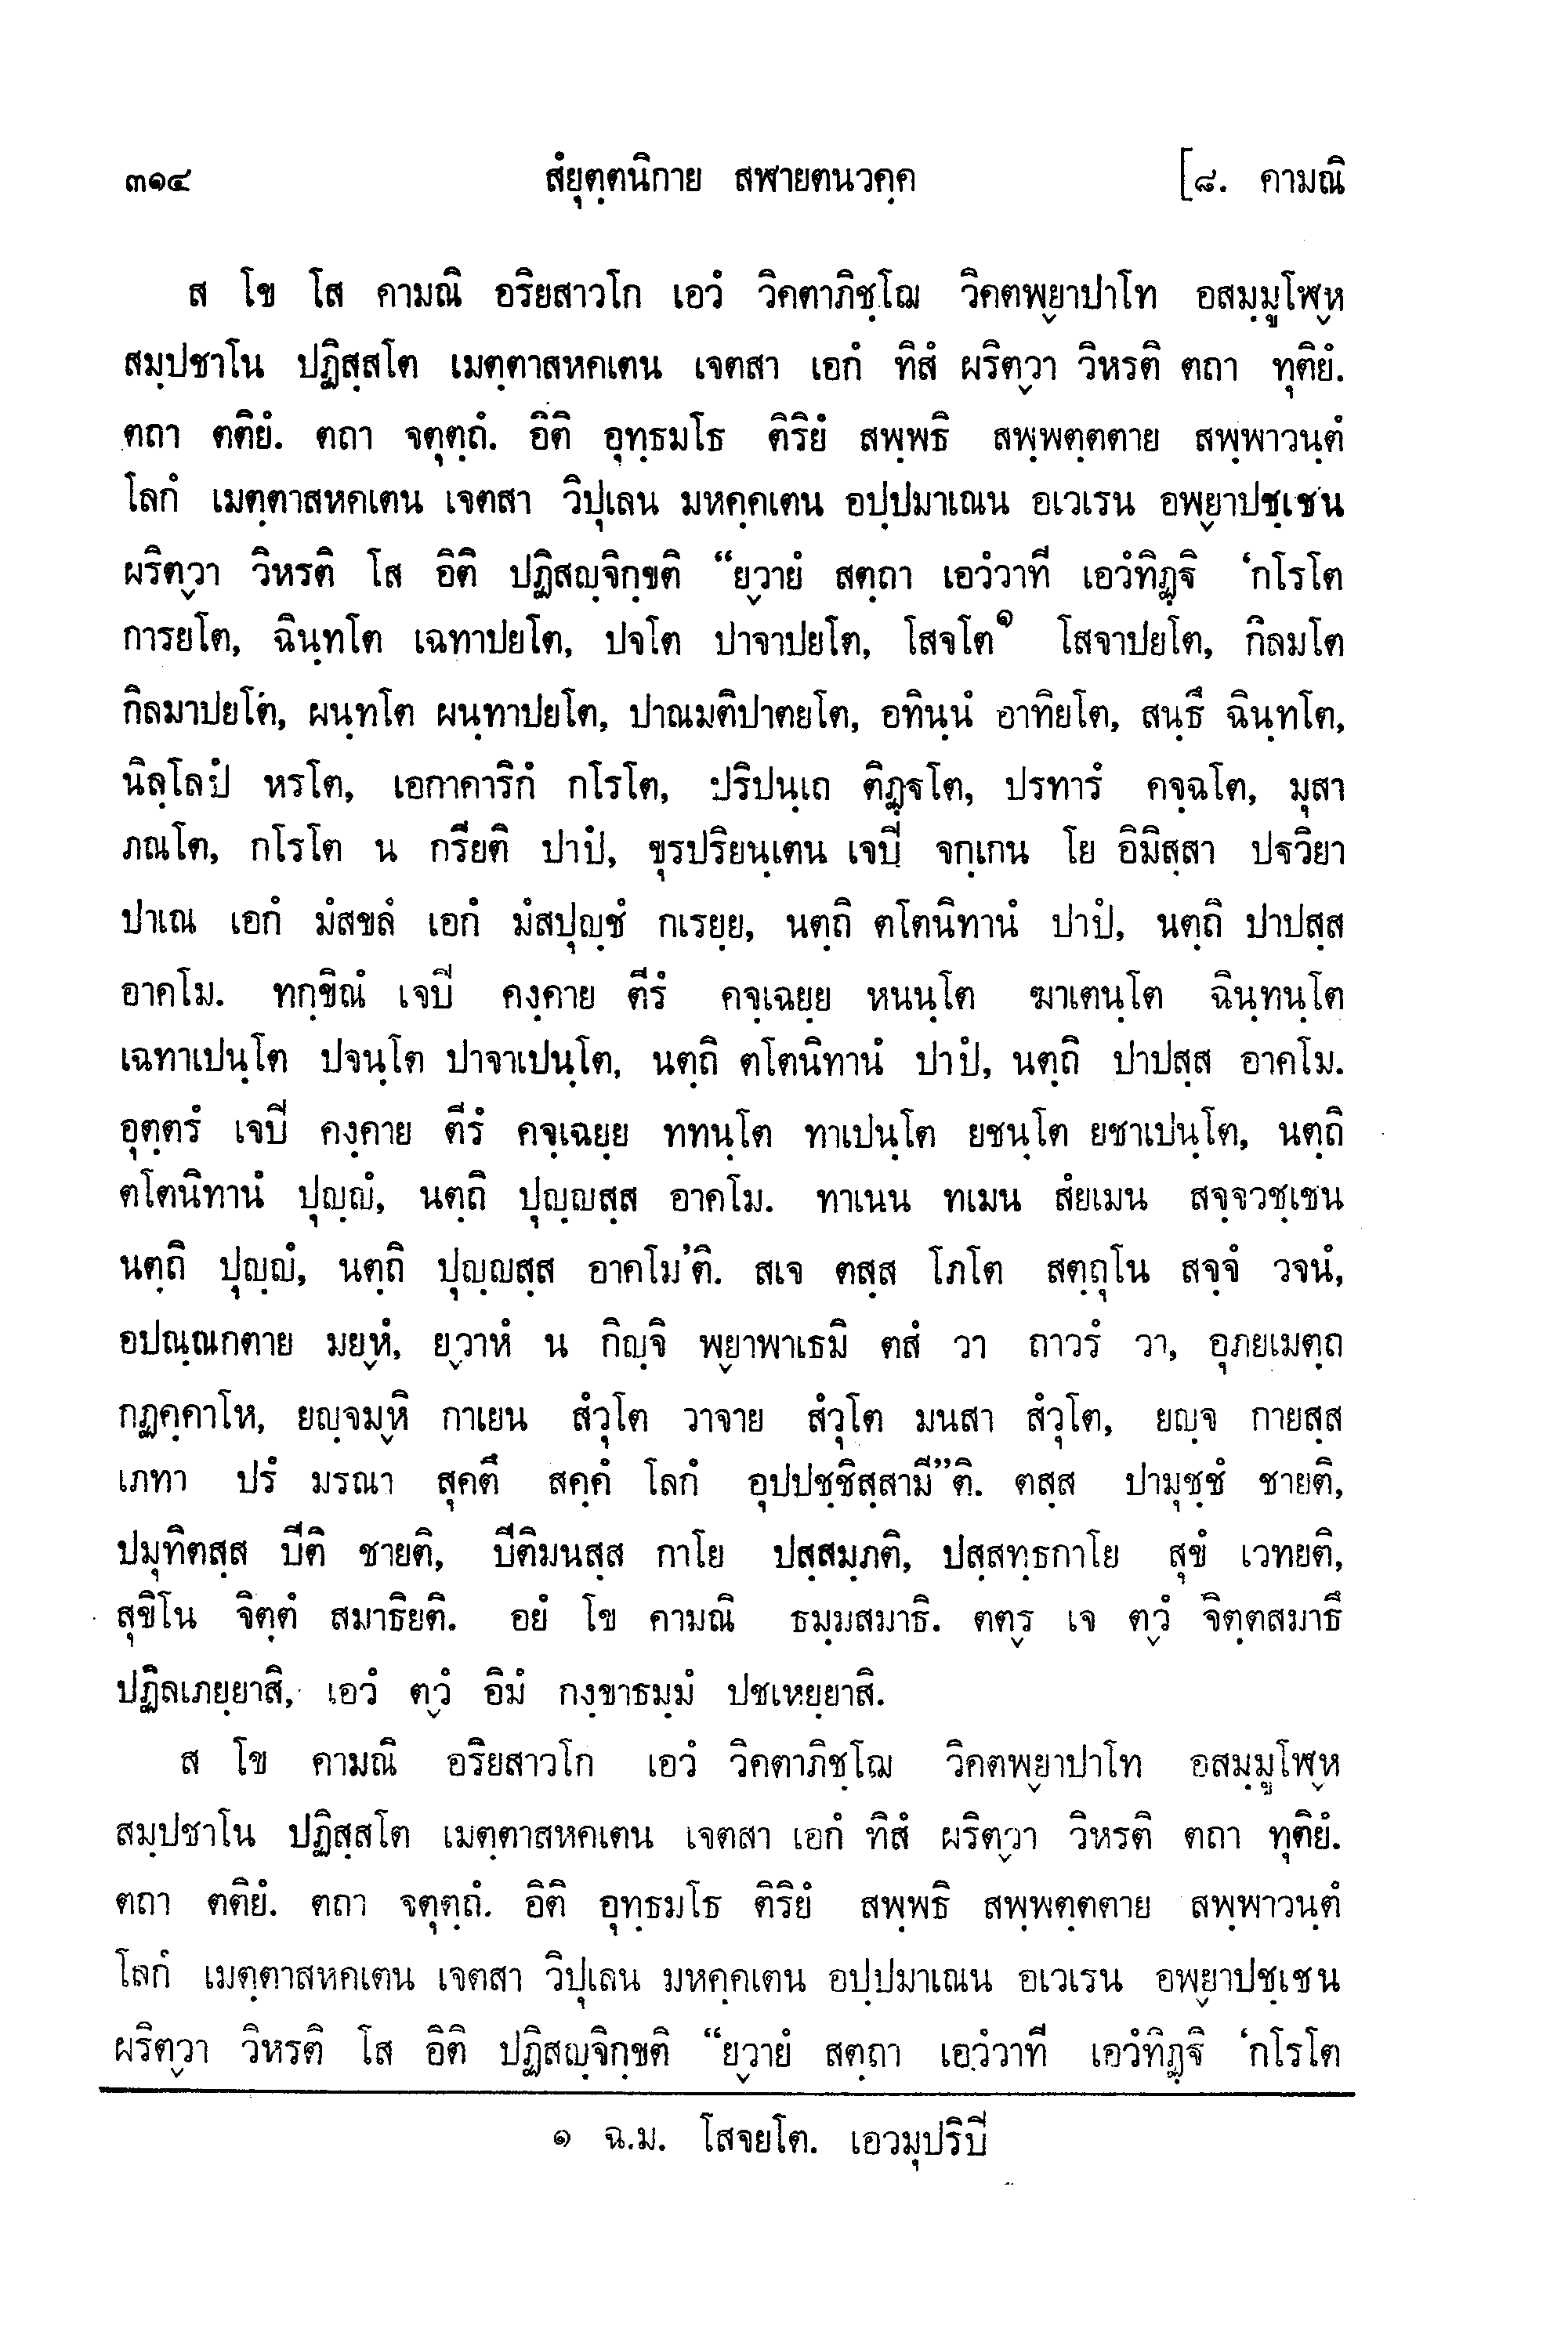 ๓๑๔ สํยุตฺตนิกาย สฬายตนวคฺค [๘. คามณิ
ส โข โส คามณิ อริยสาวโก เอวํ วิคตาภิชฺโฌ วิคตพฺยาปาโท อสมฺมูโฬฺห
สมฺปชาโน ปฏิสฺสโต เมตฺตาสหคเตน เจตสา เอกํ ทิสํ ผริตฺวา วิหรติ ตถา ทุติยํ.
ตถา ตติยํ. ตถา จตุตฺถํ. อิติ อุทฺธมโธ ติริยํ สพฺพธิ สพฺพตฺตตาย สพฺพาวนฺตํ
โลกํ เมตฺตาสหคเตน เจตสา วิปุเลน มหคฺคเตน อปฺปมาเณน อเวเรน อพฺยาปชฺเชน
ผริตฺวา วิหรติ โส อิติ ปฏิสญฺจิกฺขติ “ยฺวายํ สตฺถา เอวํวาที เอวํทิฏฺฐิ ‘กโรโต
การยโต, ฉินฺทโต เฉทาปยโต, ปจโต ปาจาปยโต, โสจโต๑ โสจาปยโต, กิลมโต
กิลมาปยโต, ผนฺทโต ผนฺทาปยโต, ปาณมติปาตยโต, อทินฺนํ อาทิยโต, สนฺธึ ฉินฺทโต,
นิลฺโลปํ หรโต, เอกาคาริกํ กโรโต, ปริปนฺเถ ติฏฺฐโต, ปรทารํ คจฺฉโต, มุสา
ภณโต, กโรโต น กรียติ ปาปํ, ขุรปริยนฺเตน เจปิ จกฺเกน โย อิมิสฺสา ปฐวิยา
ปาเณ เอกํ มํสขลํ เอกํ มํสปุญฺชํ กเรยฺย, นตฺถิ ตโตนิทานํ ปาปํ, นตฺถิ ปาปสฺส
อาคโม. ทกฺขิณํ เจปิ คงฺคาย ตีรํ คจฺเฉยฺย หนนฺโต ฆาเตนฺโต ฉินฺทนฺโต
เฉทาเปนฺโต ปจนฺโต ปาจาเปนฺโต, นตฺถิ ตโตนิทานํ ปาปํ, นตฺถิ ปาปสฺส อาคโม.
อุตฺตรํ เจปิ คงฺคาย ตีรํ คจฺเฉยฺย ททนฺโต ทาเปนฺโต ยชนฺโต ยชาเปนฺโต, นตฺถิ
ตโตนิทานํ ปุญฺญํ, นตฺถิ ปุญฺญสฺส อาคโม. ทาเนน ทเมน สํยเมน สจฺจวชฺเชน
นตฺถิ ปุญฺญํ, นตฺถิ ปุญฺญสฺส อาคโม’ติ. สเจ ตสฺส โภโต สตฺถุโน สจฺจํ วจนํ,
อปณฺณกตาย มยฺหํ, ยฺวาหํ น กิญฺจิ พฺยาพาเธมิ ตสํ วา ถาวรํ วา, อุภยเมตฺถ
กฏคฺคาโห, ยญฺจมฺหิ กาเยน สํวุโต วาจาย สํวุโต มนสา สํวุโต, ยญฺจ กายสฺส
เภทา ปรํ มรณา สุคตึ สคฺคํ โลกํ อุปปชฺชิสฺสามี”ติ. ตสฺส ปามุชฺชํ ชายติ,
ปมุทิตสฺส ปีติ ชายติ, ปีติมนสฺส กาโย ปสฺสมฺภติ, ปสฺสทฺธกาโย สุขํ เวทยติ,
สุขิโน จิตฺตํ สมาธิยติ. อยํ โข คามณิ ธมฺมสมาธิ. ตตฺร เจ ตฺวํ จิตฺตสมาธึ
ปฏิลเภยฺยาสิ, เอวํ ตฺวํ อิมํ กงฺขาธมฺมํ ปชเหยฺยาสิ.
ส โข คามณิ อริยสาวโก เอวํ วิคตาภิชฺโฌ วิคตพฺยาปาโท อสมฺมูโฬฺห
สมฺปชาโน ปฏิสฺสโต เมตฺตาสหคเตน เจตสา เอกํ ทิสํ ผริตฺวา วิหรติ ตถา ทุติยํ.
ตถา ตติยํ. ตถา จตุตฺถํ. อิติ อุทฺธมโธ ติริยํ สพฺพธิ สพฺพตฺตตาย สพฺพาวนฺตํ
โลกํ เมตฺตาสหคเตน เจตสา วิปุเลน มหคฺคเตน อปฺปมาเณน อเวเรน อพฺยาปชฺเชน
ผริตฺวา วิหรติ โส อิติ ปฏิสญฺจิกฺขติ “ยฺวายํ สตฺถา เอวํวาที เอวํทิฏฺฐิ ‘กโรโต
๑ ฉ.ม. โสจยโต. เอวมุปริปิ